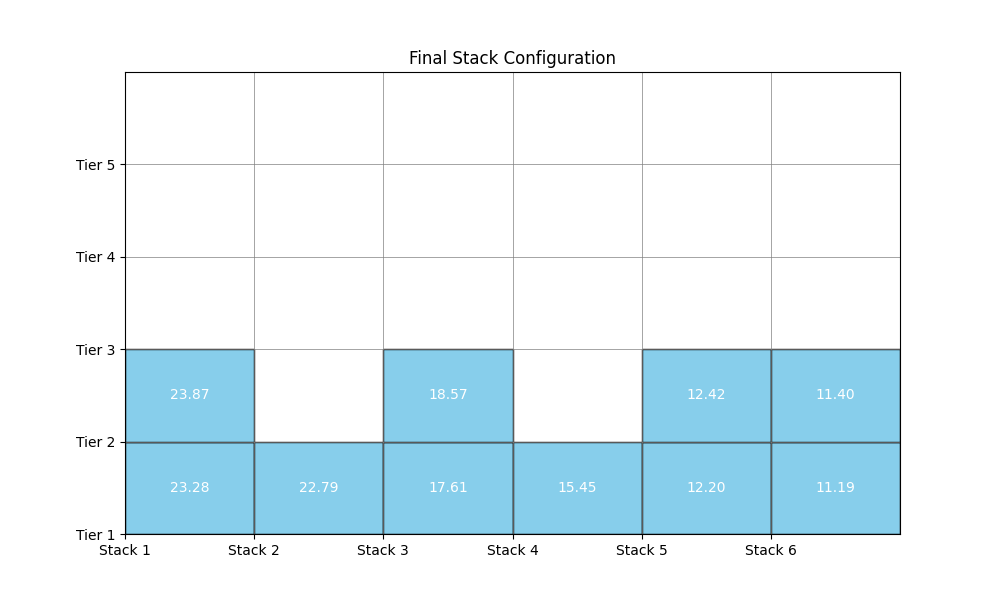 Final Stack Configuration
Tier 5
Tier 4
Tier 3
23.87 18.57 12.42 11.40
Tier 2
23.28 22.79 17.61 15.45 12.20 11.19
Tier 1
Stack 1 Stack 2 Stack 3 Stack 4 Stack 5 Stack 6